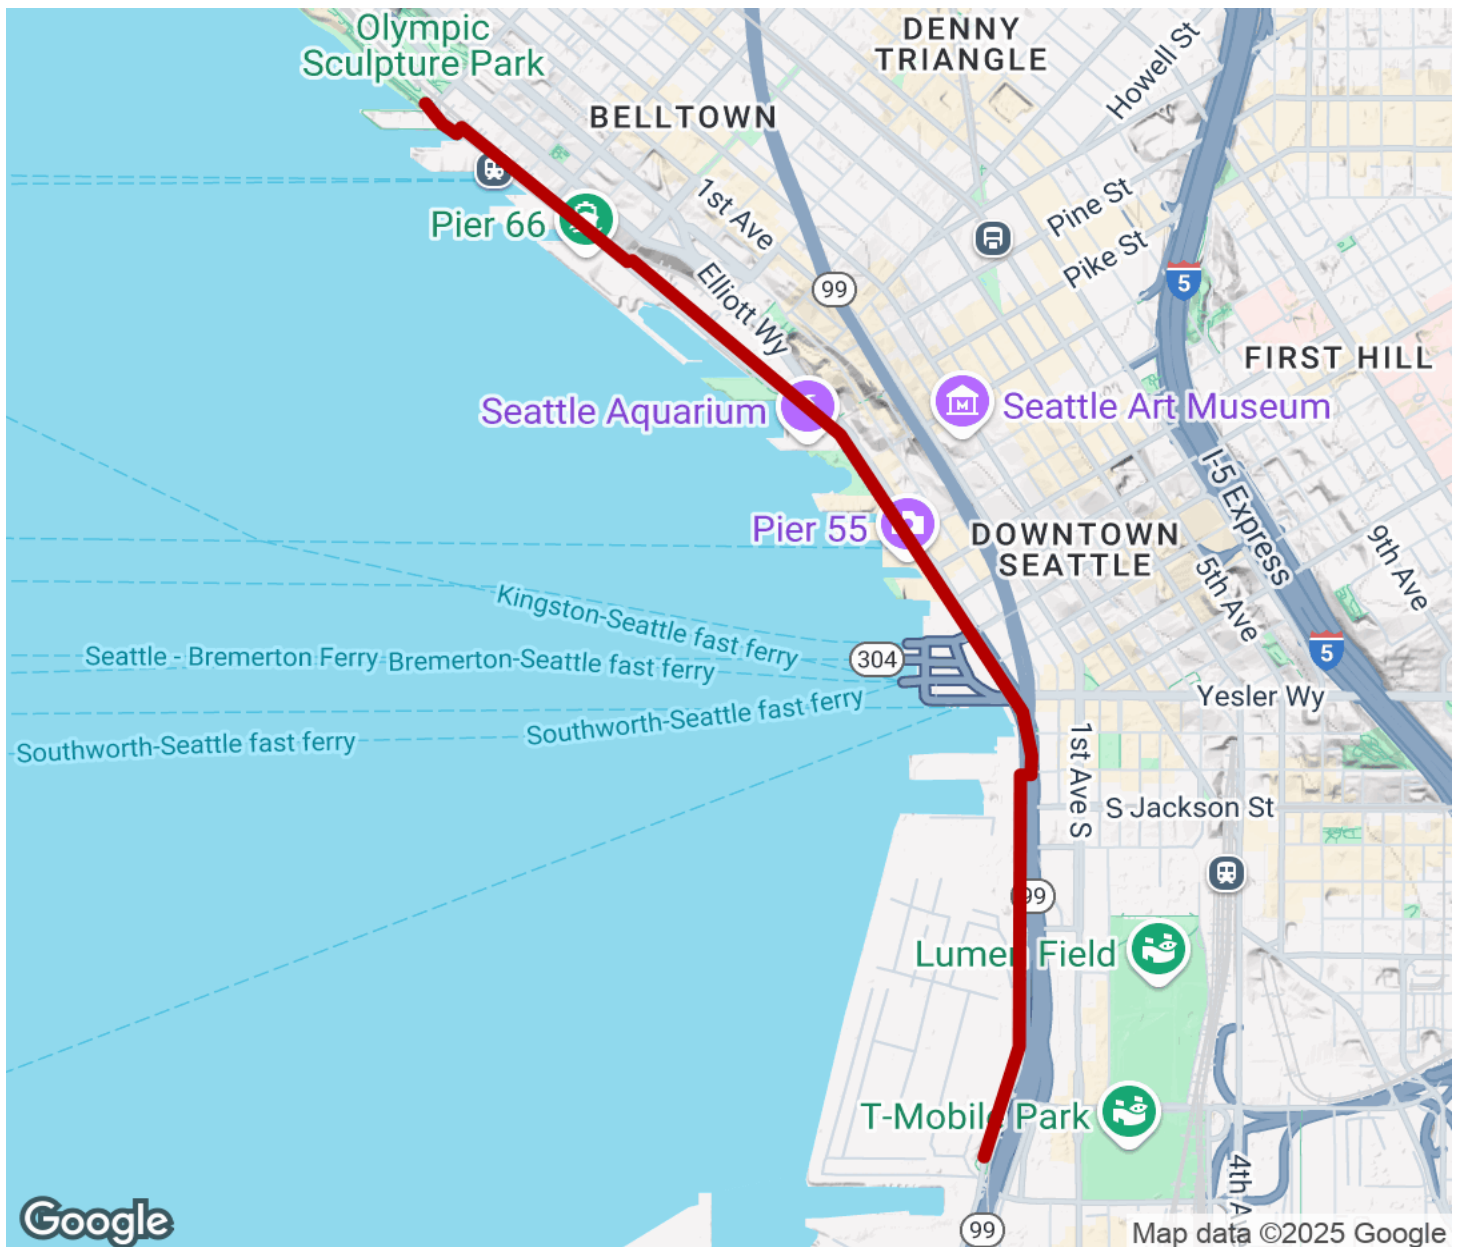 Olympic
Sculpture Park
DENNY
TRIANGLE
Howell St
BELLTOWN
Pier 66
1st Ave
Pine St
Pike St
Elliott Wy
99
5
FIRST HILL
Seattle Aquarium
Seattle Art Museum
I-5 Express
Pier 55
DOWNTOWN
SEATTLE
9th Ave
5th Ave
Kingston-Seattle fast ferry
304
5
Seattle - Bremerton Ferry
Bremerton-Seattle fast ferry
Yesler Wy
Southworth-Seattle fast ferry
Southworth-Seattle fast ferry
1st Ave S
S Jackson St
99
Lumen Field
T-Mobile Park
4th Av
Google
99
Map data ©2025 Google